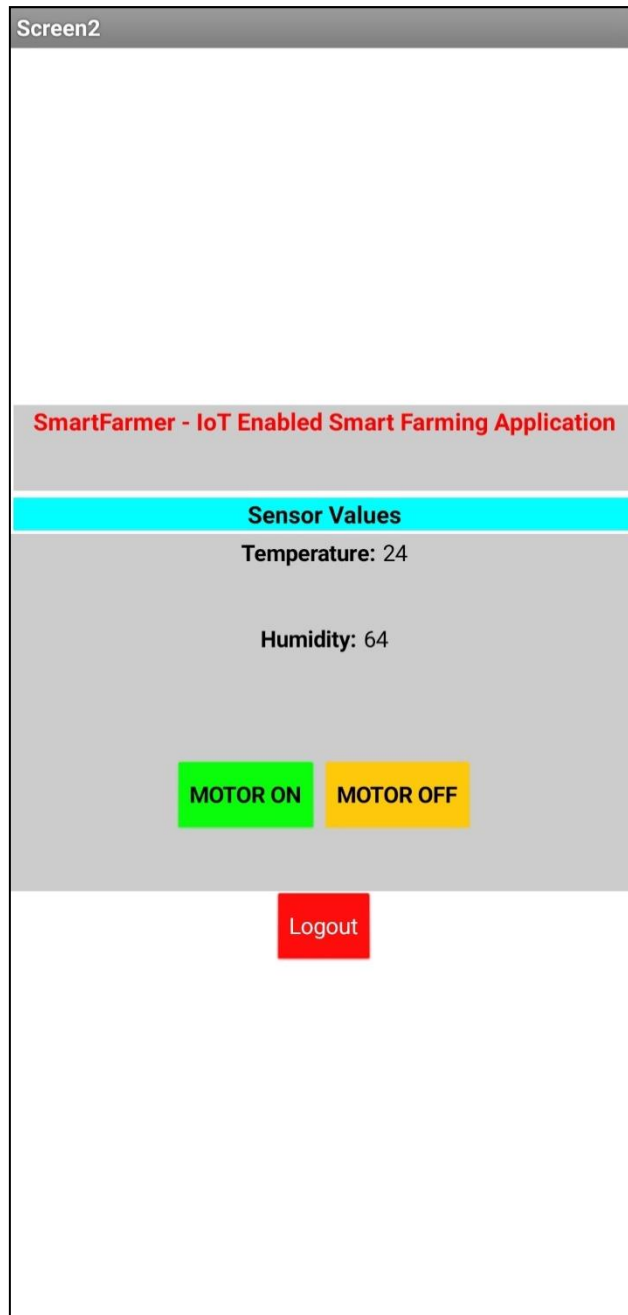 Screen2
SmartFarmer - IoT Enabled Smart Farming Application
Sensor Values
Temperature: 24
Humidity: 64
MOTOR ON MOTOR OFF
Logout